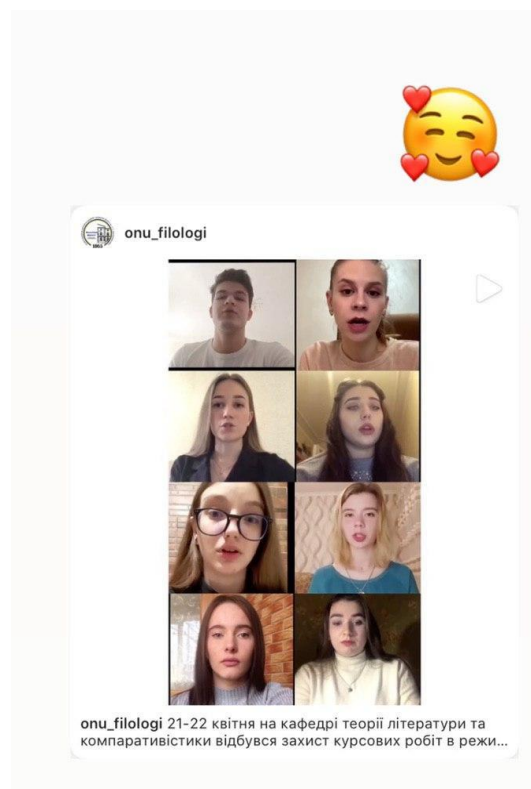 onu_filologi
onu_filologi 21-22 квітня на кафедрі теорії літератури та
компаративістики відбувся захист курсових робіт в режи...